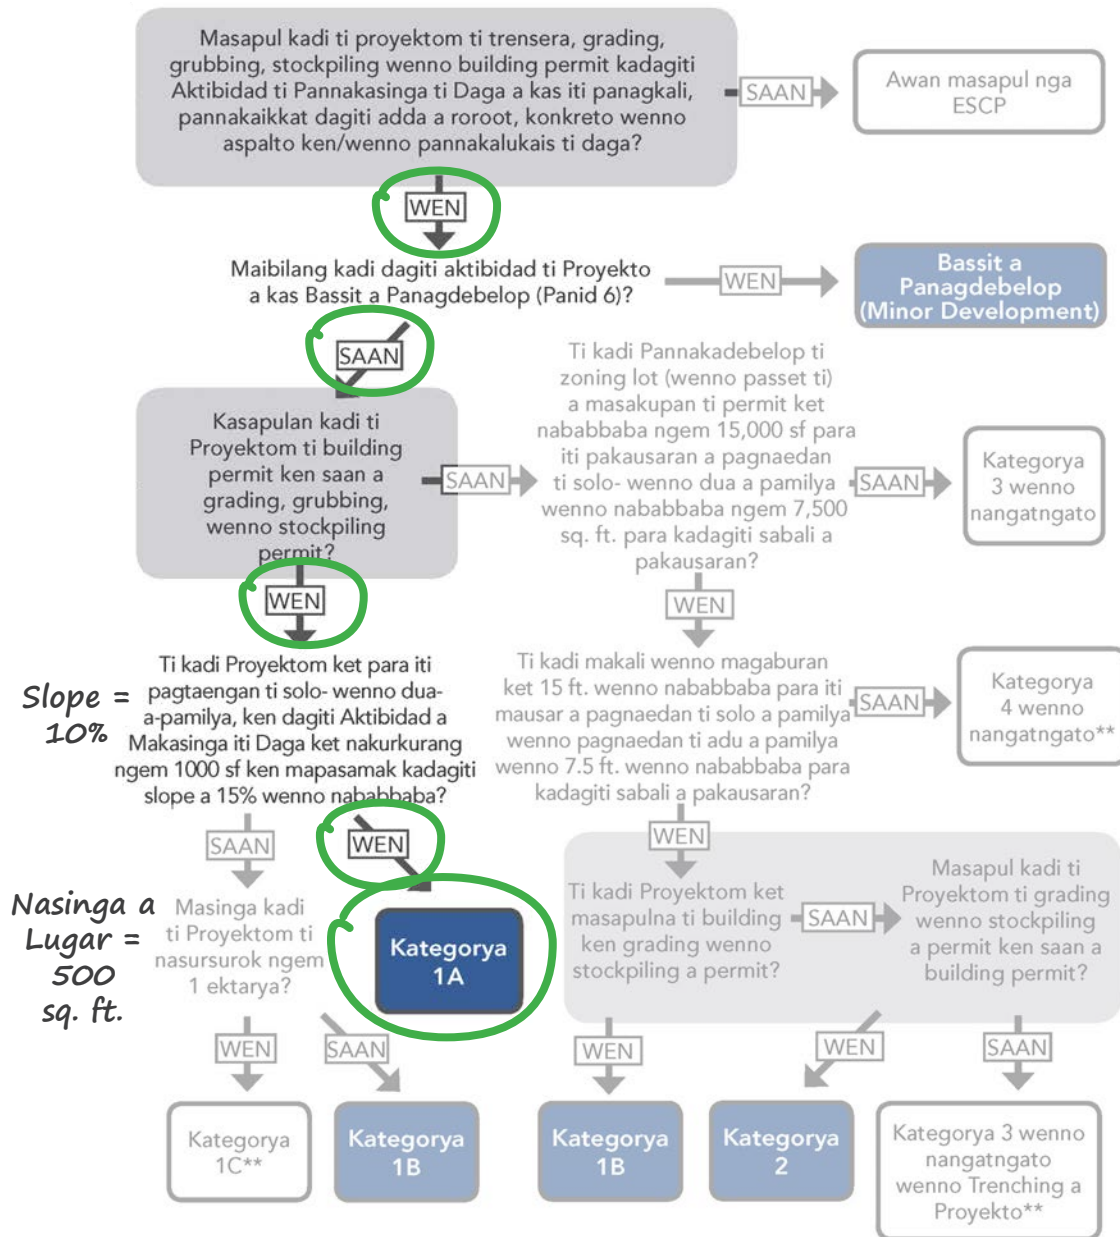 Masapul kadi ti proyektom ti trensera, grading,
grubbing, stockpiling wenno building permit kadagiti
Aktibidad ti Pannakasinga ti Daga a kas iti panagkali,
pannakaikkat dagiti adda a roroot, konkreto wenno
aspalto ken/wenno pannakalukais ti daga?
SAAN
Awan masapul nga
ESCP
WEN
Maibilang kadi dagiti aktibidad ti Proyekto
a kas Bassit a Panagdebelop (Panid 6)?
WEN
Bassit a
Panagdebelop
(Minor Development)
SAAN
Kasapulan kadi ti
Proyektom ti building
permit ken saan a
grading, grubbing,
wenno stockpiling
permit?
SAAN
Ti kadi Pannakadebelop ti
zoning lot (wenno passet ti)
a masakupan ti permit ket
nababbaba ngem 15,000 sf para
iti pakausaran a pagnaedan
ti solo- wenno dua a pamilya
wenno nababbaba ngem 7,500
sq. ft. para kadagiti sabali a
pakausaran?
SAAN
Kategorya
3 wenno
nangatngato
WEN
WEN
Slope =
10%
Ti kadi Proyektom ket para iti
pagtaengan ti solo- wenno dua-
a-pamilya, ken dagiti Aktibidad a
Makasinga iti Daga ket nakurkurang
ngem 1000 sf ken mapasamak kadagiti
slope a 15% wenno nababbaba?
Ti kadi makali wenno magaburan
ket 15 ft. wenno nababbaba para iti
mausar a pagnaedan ti solo a pamilya
wenno pagnaedan ti adu a pamilya
wenno 7.5 ft. wenno nababbaba para
kadagiti sabali a pakausaran?
SAAN
Kategorya
4 wenno
nangatngato**
SAAN
WEN
WEN
Nasinga a
Lugar =
500
sq. ft.
Masinga kadi
ti Proyektom ti
nasursurok ngem
1 ektarya?
Kategorya
1A
Ti kadi Proyektom ket
masapulna ti building
ken grading wenno
stockpiling a permit?
SAAN
Masapul kadi ti
Proyektom ti grading
wenno stockpiling
a permit ken saan a
building permit?
WEN
SAAN
WEN
WEN
SAAN
Kategorya
1C**
Kategorya
1B
Kategorya
1B
Kategorya
2
Kategorya 3 wenno
nangatngato
wenno Trenching a
Proyekto**